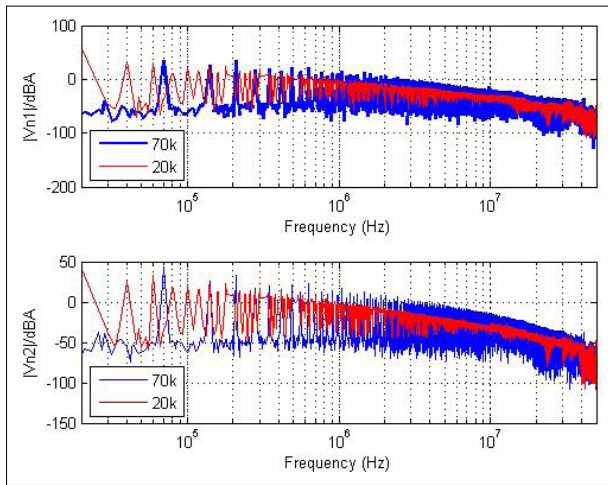 100
0
-100
-200
|Vn1|/dBA
70k
20k
10^5
10^6
10^7
Frequency (Hz)
50
0
-50
-100
-150
|Vn2|/dBA
70k
20k
10^5
10^6
10^7
Frequency (Hz)